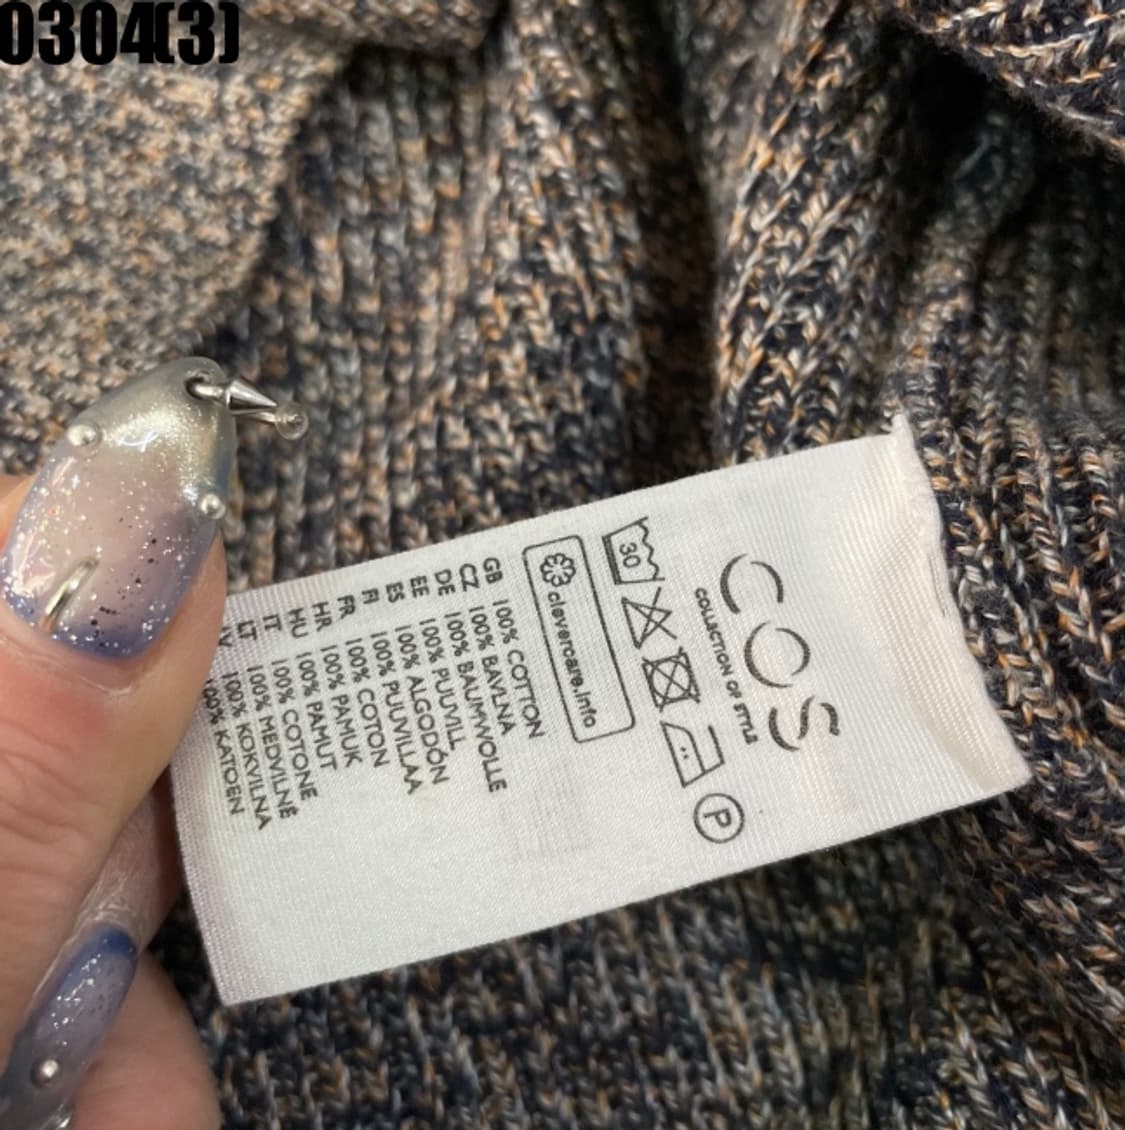 0304(3)
COS
COLLECTION OF STYLE
30
P
clevercare.info
GB 100% COTTON
CZ 100% BAVLNA
DE 100% BAUMWOLLE
EE 100% PUUVILL
ES 100% ALGODÓN
FI 100% PUUVILLAA
FR 100% COTON
HR 100% PAMUK
HU 100% PAMUT
IT 100% COTONE
LT 100% MEDVILNĖ
LV 100% KOKVILNA
100% KATOEN